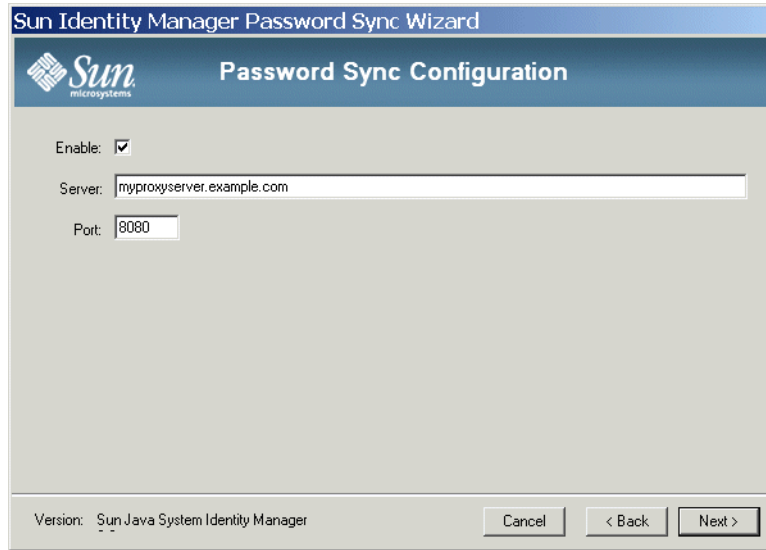 Sun Identity Manager Password Sync Wizard
Sun
microsystems
Password Sync Configuration
Enable:
Server: myproxyserver.example.com
Port: 8080
Version: Sun Java System Identity Manager
Cancel < Back Next >